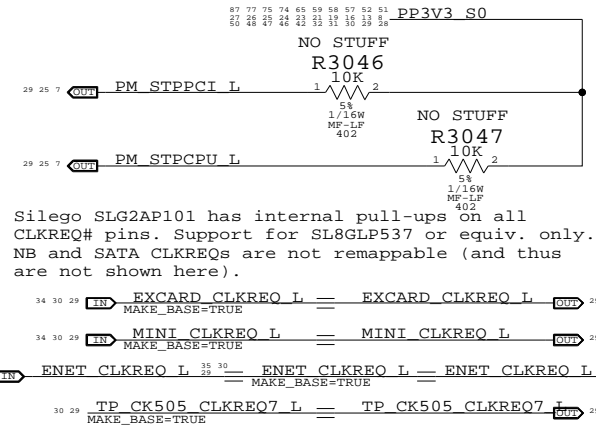 87 77 75 74 65 59 58 57 52 51
27 26 25 24 23 21 19 16 13 8
50 48 47 46 42 32 31 30 29 28
PP3V3_S0
NO STUFF
R3046
10K
29 25 7 OUT PM_STPPCI_L 1 2
5%
1/16W
MF-LF
402
NO STUFF
R3047
10K
29 25 7 OUT PM_STPCPU_L 1 2
5%
1/16W
MF-LF
402
Silego SLG2AP101 has internal pull-ups on all
CLKREQ# pins. Support for SL8GLP537 or equiv. only.
NB and SATA CLKREQs are not remappable (and thus
are not shown here).
34 30 29 IN EXCARD_CLKREQ_L EXCARD_CLKREQ_L OUT
MAKE_BASE=TRUE
34 30 29 IN MINI_CLKREQ_L MINI_CLKREQ_L OUT
MAKE_BASE=TRUE
IN ENET_CLKREQ_L 35 30 29 ENET_CLKREQ_L ENET_CLKREQ_L
MAKE_BASE=TRUE
30 29 TP_CK505_CLKREQ7_L TP_CK505_CLKREQ7_L OUT
MAKE_BASE=TRUE